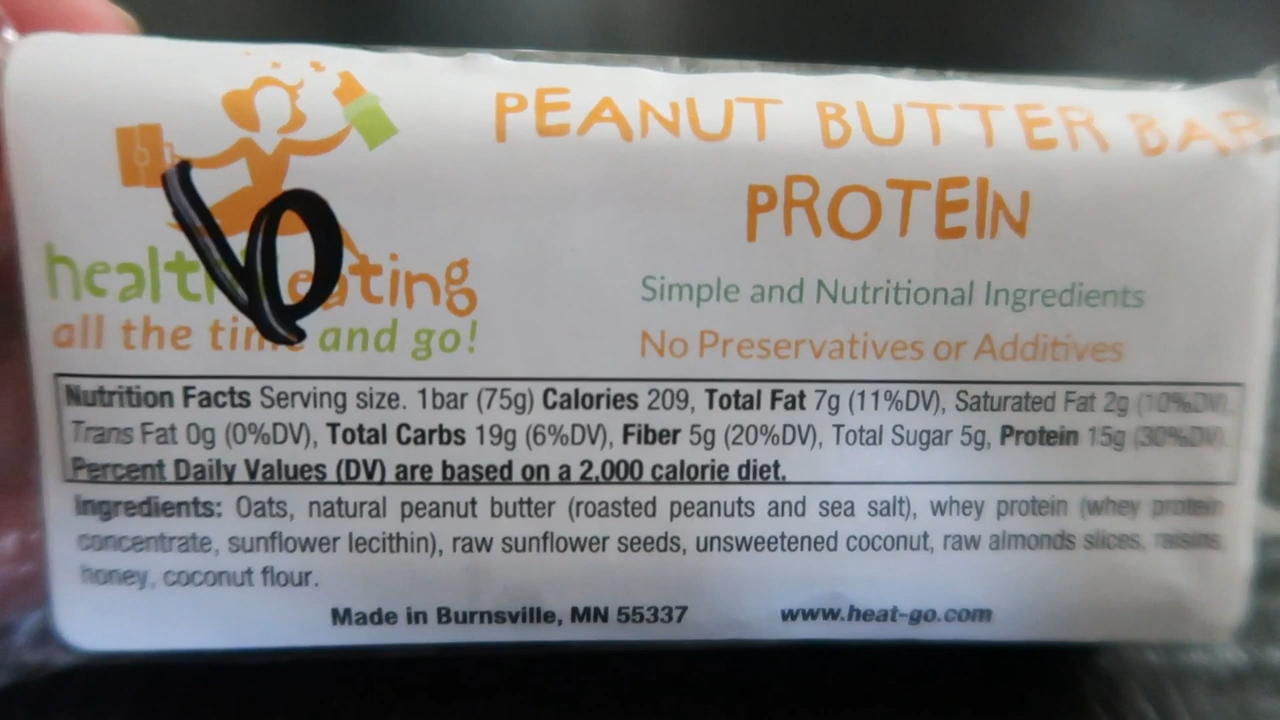 PEANUT BUTTER BAR
PROTEIN
healthy eating
all the time and go!
Simple and Nutritional Ingredients
No Preservatives or Additives
Nutrition Facts Serving size. 1bar (75g) Calories 209, Total Fat 7g (11%DV), Saturated Fat 2g (10%DV),
Trans Fat 0g (0%DV), Total Carbs 19g (6%DV), Fiber 5g (20%DV), Total Sugar 5g, Protein 15g (30%DV)
Percent Daily Values (DV) are based on a 2,000 calorie diet.
Ingredients: Oats, natural peanut butter (roasted peanuts and sea salt), whey protein (whey protein
concentrate, sunflower lecithin), raw sunflower seeds, unsweetened coconut, raw almonds slices, raisins,
honey, coconut flour.
Made in Burnsville, MN 55337
www.heat-go.com